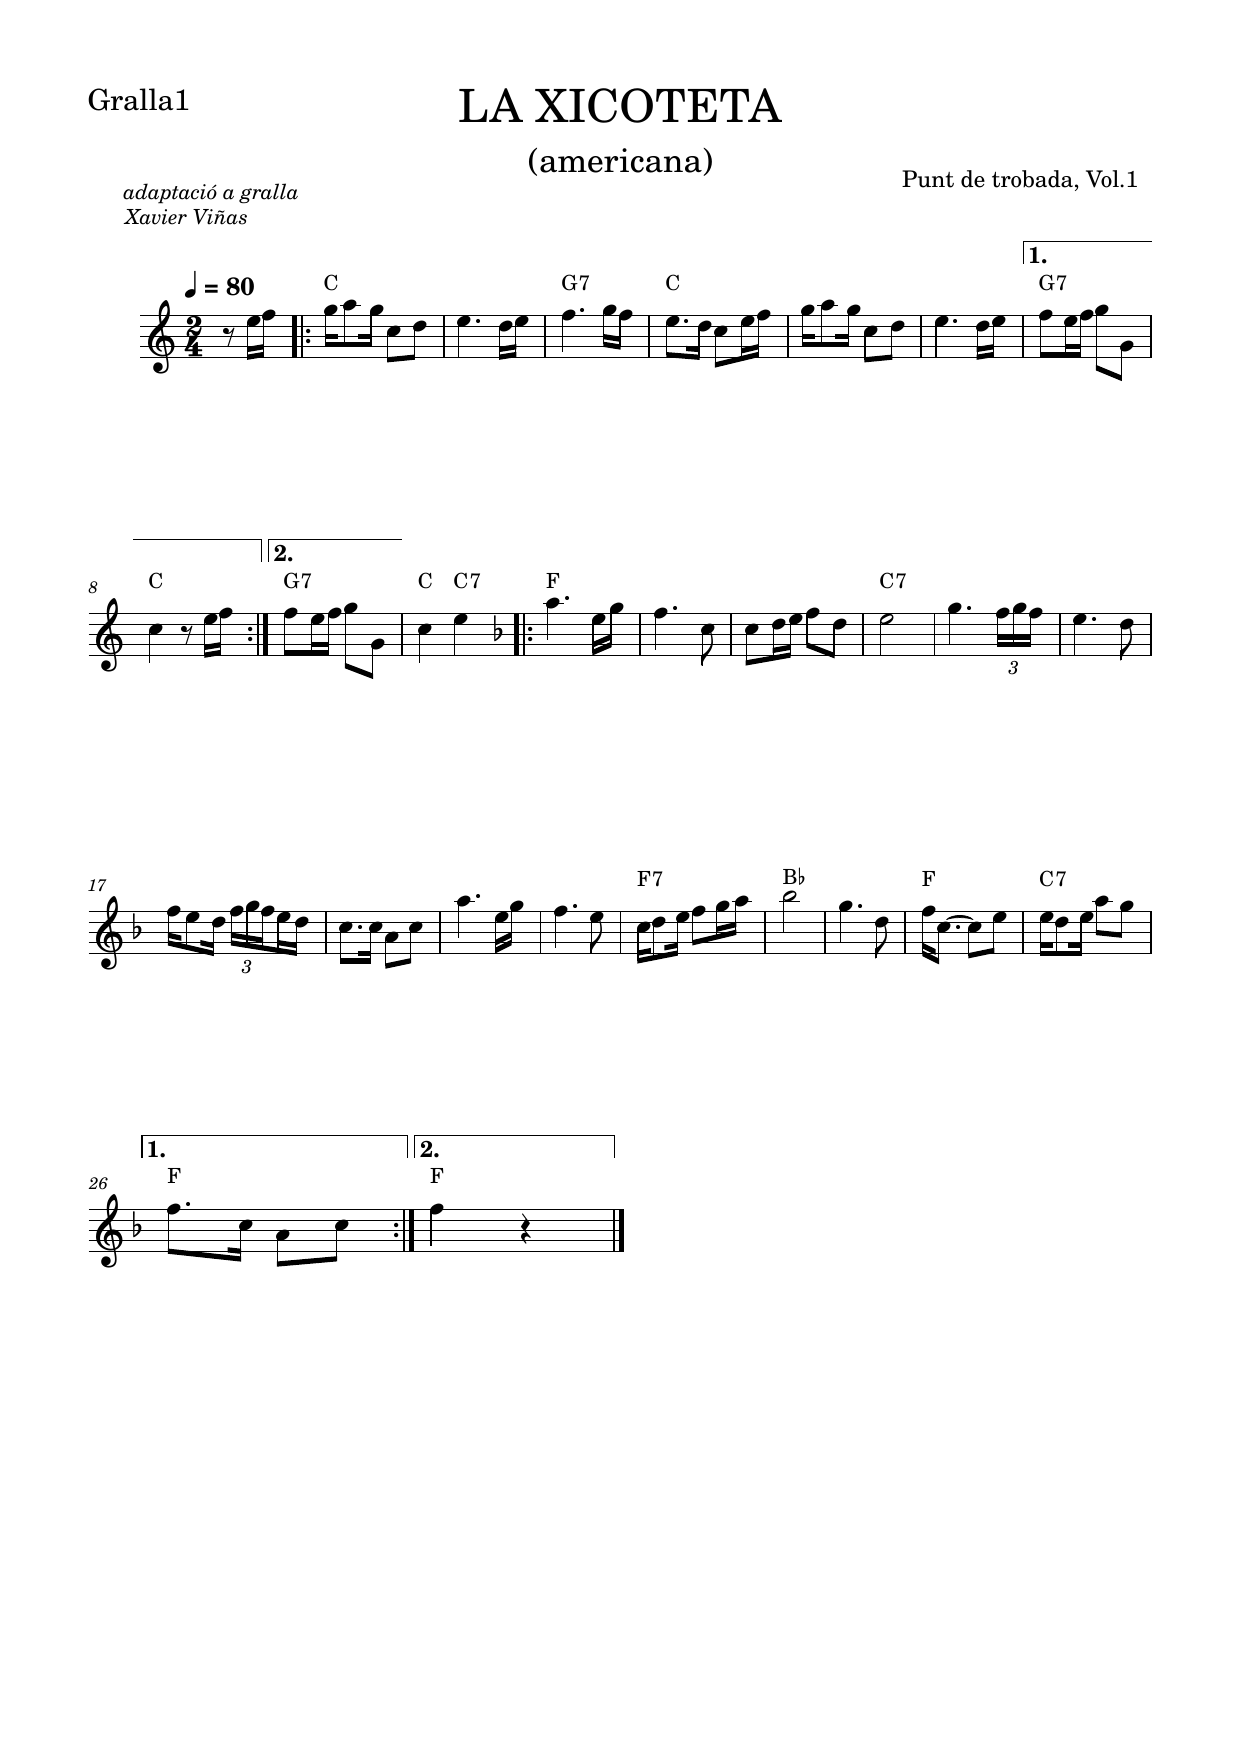 Gralla1
LA XICOTETA
(americana)
Punt de trobada, Vol.1
adaptació a gralla
Xavier Viñas
1.
= 80
C G7 C G7
2
4
2.
8 C G7 C C7 F C7
3
17 F7 B♭ F C7
3
1. 2.
26 F F